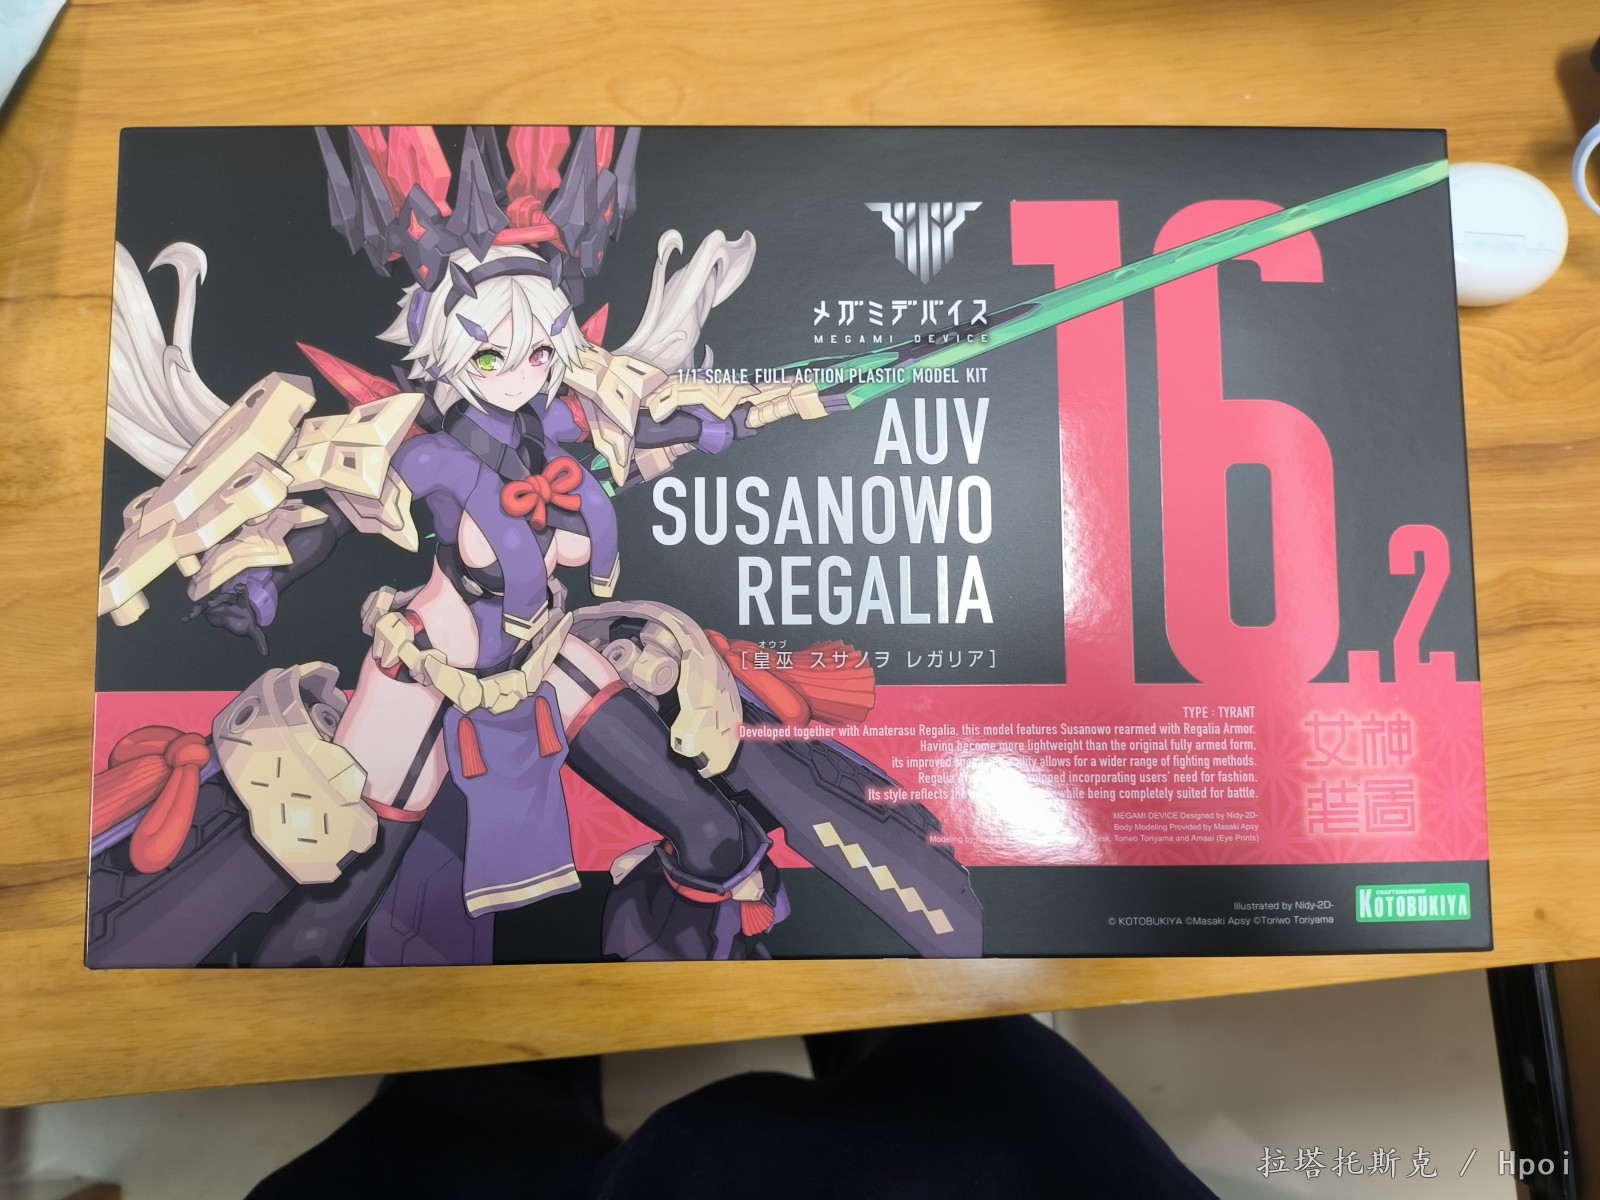 メガミデバイス
MEGAMI DEVICE
1/1 SCALE FULL ACTION PLASTIC MODEL KIT
AUV
SUSANOWO
REGALIA
オウブ
[皇巫 スサノヲ レガリア]
16.2
TYPE : TYRANT
Developed together with Amaterasu Regalia, this model features Susanowo rearmed with Regalia Armor.
Having become more lightweight than the original fully armed form,
its improved agility allows for a wider range of fighting methods.
Regalia incorporating users' need for fashion.
Its style reflects while being completely suited for battle.
MEGAMI DEVICE Designed by Nidy-2D-
Body Modeling Provided by Masaki Apsy
Modeling by Toriwo Toriyama and Amaai (Eye Prints)
女神
装置
Illustrated by Nidy-2D-
© KOTOBUKIYA ©Masaki Apsy ©Toriwo Toriyama
CRAFTSMANSHIP
KOTOBUKIYA
拉塔托斯克 / Hpoi